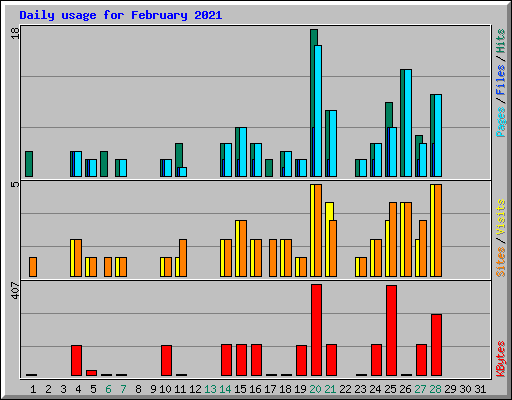 Daily usage for February 2021
18
Pages / Files / Hits
5
Sites / Visits
407
KBytes
1 2 3 4 5 6 7 8 9 10 11 12 13 14 15 16 17 18 19 20 21 22 23 24 25 26 27 28 29 30 31